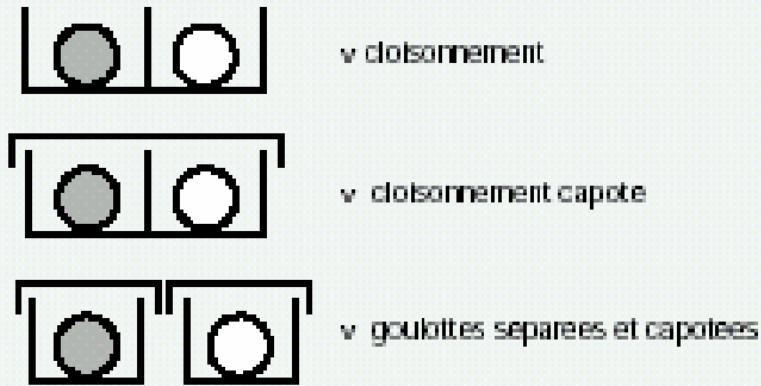 v cloisonnement
v cloisonnement capote
v goulottes separees et capotees